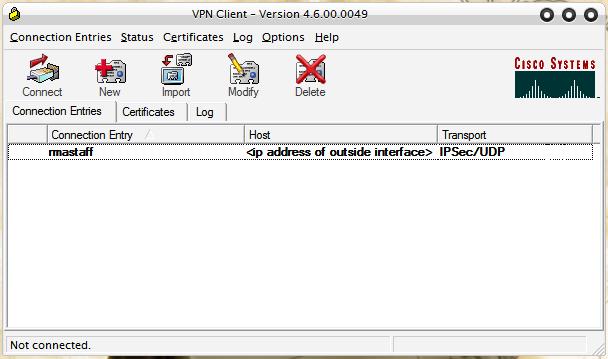 VPN Client – Version 4.6.00.0049
Connection Entries Status Certificates Log Options Help
Connect New Import Modify Delete
CISCO SYSTEMS
Connection Entries Certificates Log
Connection Entry Host Transport
rmastaff <ip address of outside interface> IPSec/UDP
Not connected.